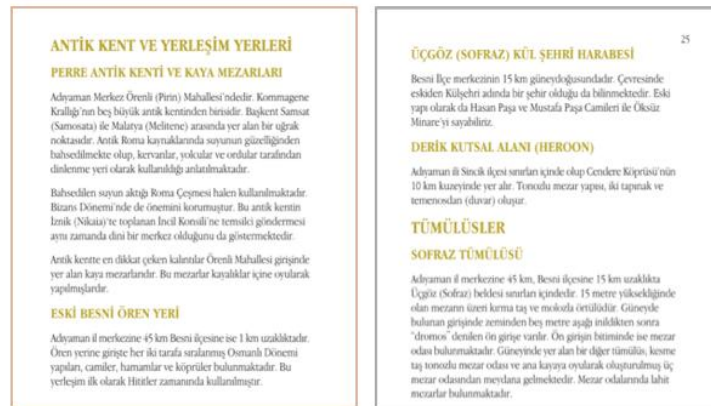 ANTİK KENT VE YERLEŞİM YERLERİ
PERRE ANTİK KENTİ VE KAYA MEZARLARI
Adıyaman Merkez Örenli (Pirin) Mahallesi'ndedir. Kommagene
Krallığı'nın beş büyük antik kentinden birisidir. Başkent Samsat
(Samosata) ile Malatya (Melitene) arasında yer alan bir uğrak
noktasıdır. Antik Roma kaynaklarında suyunun güzelliğinden
bahsedilmekte olup, kervanlar, yolcular ve ordular tarafından
dinlenme yeri olarak kullanıldığı anlatılmaktadır.
Bahsedilen suyun aktığı Roma Çeşmesi halen kullanılmaktadır.
Bizans Dönemi'nde de önemini korumuştur. Bu antik kentin
İznik (Nikaia)'te toplanan İncil Konsili'ne temsilci göndermesi
aynı zamanda dini bir merkez olduğunu da göstermektedir.
Antik kentte en dikkat çeken kalıntılar Örenli Mahallesi girişinde
yer alan kaya mezarlarıdır. Bu mezarlar kayalıklar içine oyularak
yapılmışlardır.
ESKİ BESNİ ÖREN YERİ
Adıyaman il merkezine 45 km Besni ilçesine ise 1 km uzaklıktadır.
Ören yerine girişte her iki tarafa sıralanmış Osmanlı Dönemi
yapıları, camiler, hamamlar ve köprüler bulunmaktadır. Bu
yerleşim ilk olarak Hititler zamanında kullanılmıştır.
25
ÜÇGÖZ (SOFRAZ) KÜL ŞEHRİ HARABESİ
Besni İlçe merkezinin 15 km güneydoğusundadır. Çevresinde
eskiden Külşehri adında bir şehir olduğu da bilinmektedir. Eski
yapı olarak da Hasan Paşa ve Mustafa Paşa Camileri ile Öksüz
Minare'yi sayabiliriz.
DERİK KUTSAL ALANI (HEROON)
Adıyaman ili Sincik ilçesi sınırları içinde olup Cendere Köprüsü'nün
10 km kuzeyinde yer alır. Tonozlu mezar yapısı, iki tapınak ve
temenosdan (duvar) oluşur.
TÜMÜLÜSLER
SOFRAZ TÜMÜLÜSÜ
Adıyaman il merkezine 45 km, Besni ilçesine 15 km uzaklıkta
Üçgöz (Sofraz) beldesi sınırları içindedir. 15 metre yüksekliğinde
olan mezarın üzeri kırma taş ve molozla örtülüdür. Güneyde
bulunan girişinde zeminden beş metre aşağı inildikten sonra
"dromos" denilen ön girişe varılır. Ön girişin bitiminde ise mezar
odası bulunmaktadır. Güneyinde yer alan bir diğer tümülüs, kesme
taş tonozlu mezar odası ve ana kayaya oyularak oluşturulmuş üç
mezar odasından meydana gelmektedir. Mezar odalarında lahit
mezarlar bulunmaktadır.